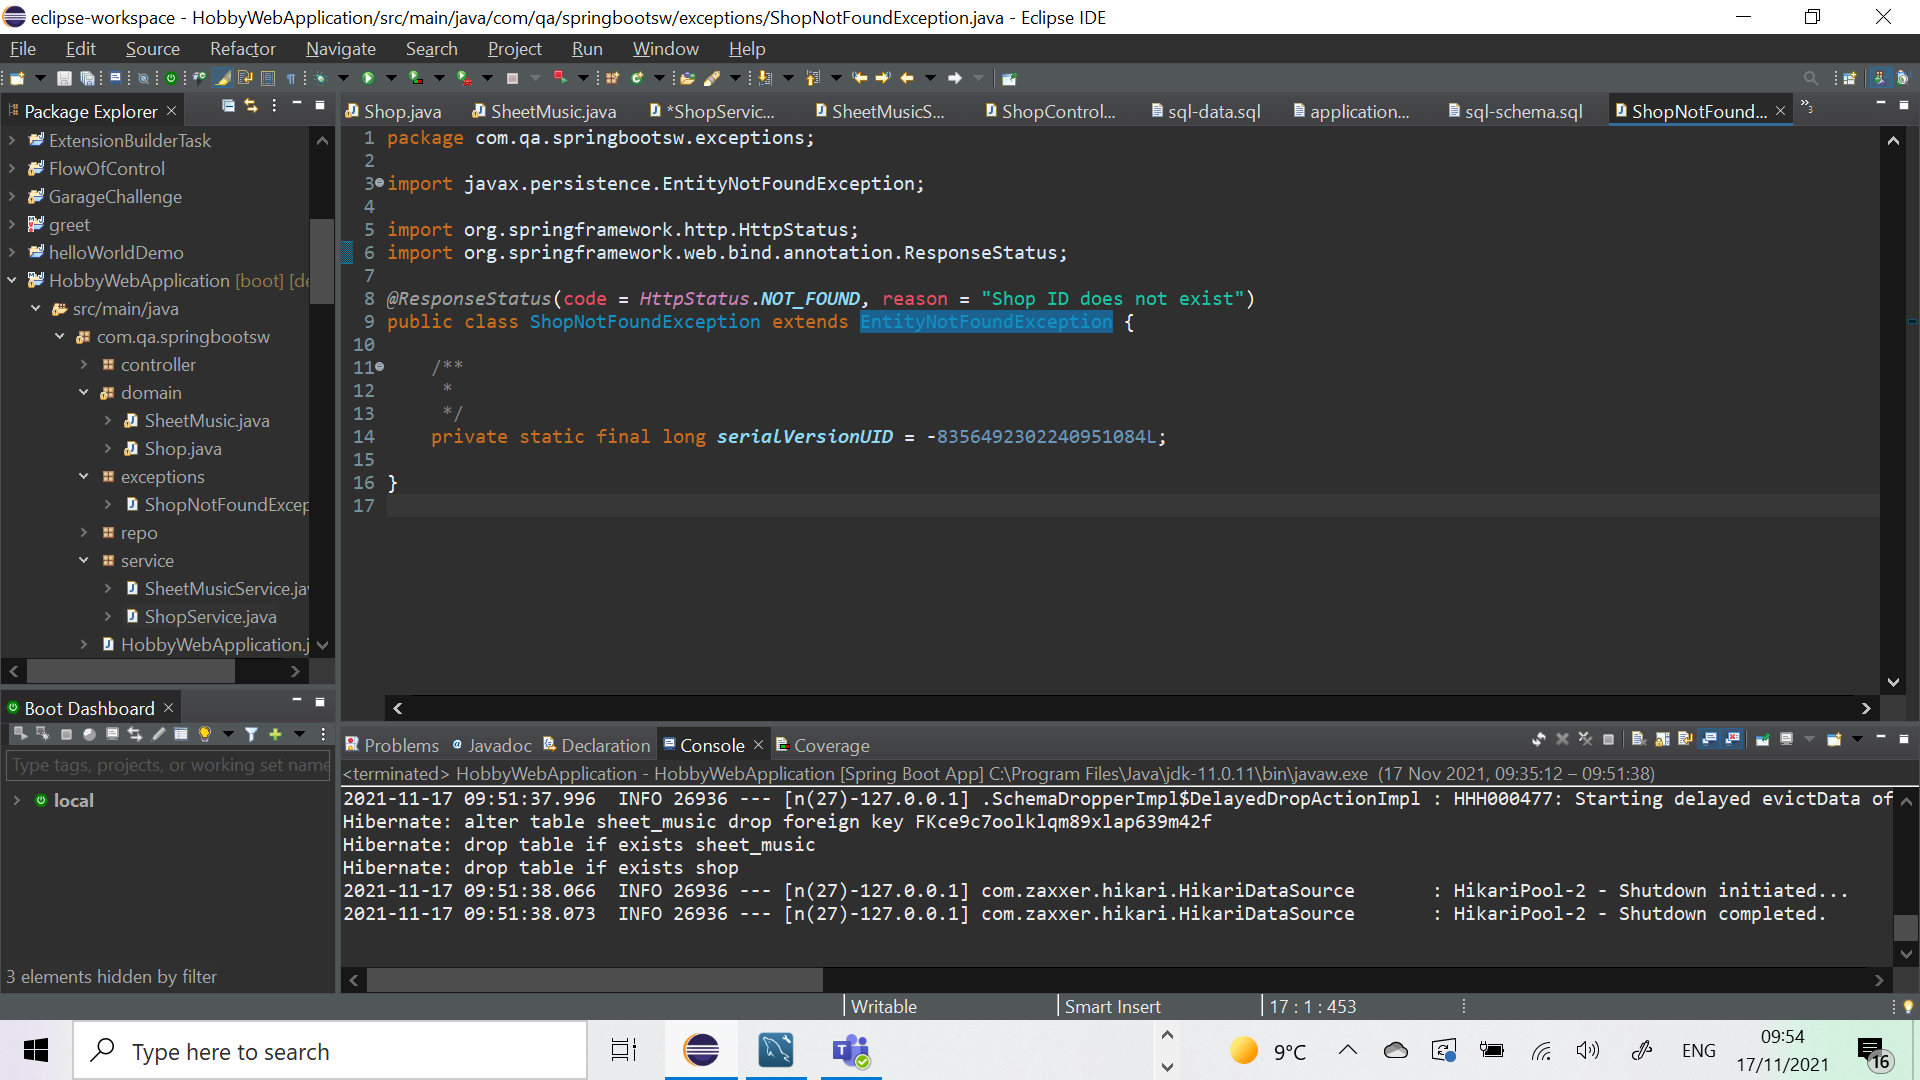 eclipse-workspace - HobbyWebApplication/src/main/java/com/qa/springbootsw/exceptions/ShopNotFoundException.java - Eclipse IDE
File Edit Source Refactor Navigate Search Project Run Window Help
Package Explorer
ExtensionBuilderTask
FlowOfControl
GarageChallenge
greet
helloWorldDemo
HobbyWebApplication [boot] [de
src/main/java
com.qa.springbootsw
controller
domain
SheetMusic.java
Shop.java
exceptions
ShopNotFoundExcep
repo
service
SheetMusicService.jav
ShopService.java
HobbyWebApplication.j
Shop.java SheetMusic.java *ShopServic... SheetMusicS... ShopControl... sql-data.sql application... sql-schema.sql ShopNotFound... »3
1 package com.qa.springbootsw.exceptions;
2
3 import javax.persistence.EntityNotFoundException;
4
5 import org.springframework.http.HttpStatus;
6 import org.springframework.web.bind.annotation.ResponseStatus;
7
8 @ResponseStatus(code = HttpStatus.NOT_FOUND, reason = "Shop ID does not exist")
9 public class ShopNotFoundException extends EntityNotFoundException {
10
11 /**
12 *
13 */
14 private static final long serialVersionUID = -8356492302240951084L;
15
16 }
17
Boot Dashboard
Type tags, projects, or working set name
local
3 elements hidden by filter
Problems Javadoc Declaration Console Coverage
<terminated> HobbyWebApplication - HobbyWebApplication [Spring Boot App] C:\Program Files\Java\jdk-11.0.11\bin\javaw.exe (17 Nov 2021, 09:35:12 – 09:51:38)
2021-11-17 09:51:37.996 INFO 26936 --- [n(27)-127.0.0.1] .SchemaDropperImpl$DelayedDropActionImpl : HHH000477: Starting delayed evictData of
Hibernate: alter table sheet_music drop foreign key FKce9c7oolklqm89xlap639m42f
Hibernate: drop table if exists sheet_music
Hibernate: drop table if exists shop
2021-11-17 09:51:38.066 INFO 26936 --- [n(27)-127.0.0.1] com.zaxxer.hikari.HikariDataSource : HikariPool-2 - Shutdown initiated...
2021-11-17 09:51:38.073 INFO 26936 --- [n(27)-127.0.0.1] com.zaxxer.hikari.HikariDataSource : HikariPool-2 - Shutdown completed.
Writable Smart Insert 17 : 1 : 453
Type here to search
9°C
ENG
09:54
17/11/2021
16